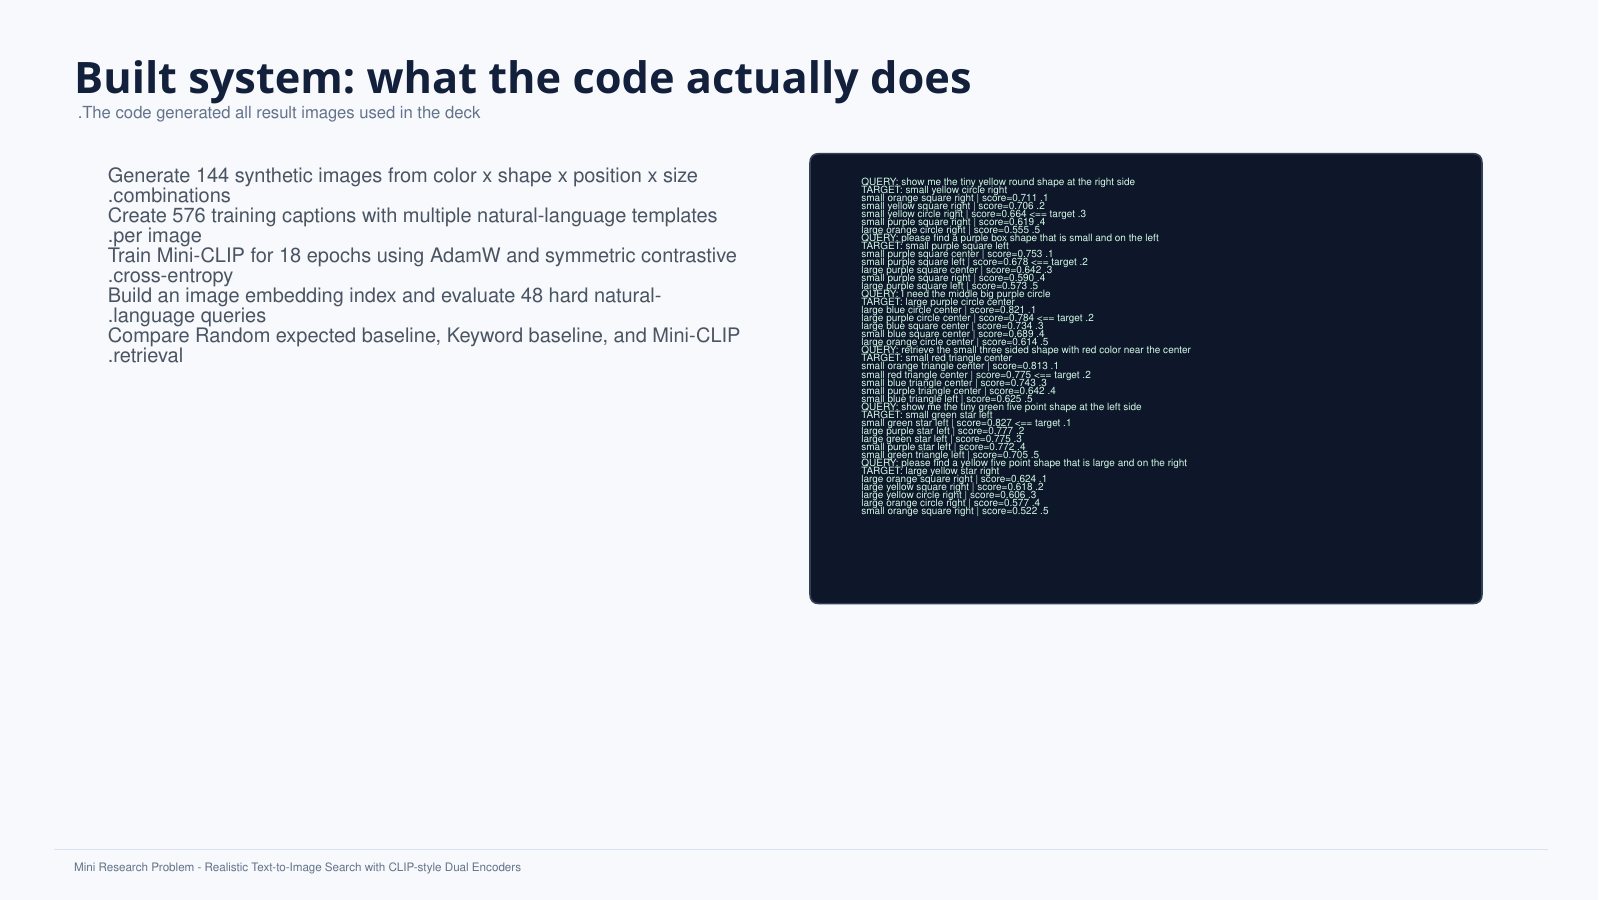 Built system: what the code actually does
.The code generated all result images used in the deck
Generate 144 synthetic images from color x shape x position x size
.combinations
Create 576 training captions with multiple natural-language templates
.per image
Train Mini-CLIP for 18 epochs using AdamW and symmetric contrastive
.cross-entropy
Build an image embedding index and evaluate 48 hard natural-
.language queries
Compare Random expected baseline, Keyword baseline, and Mini-CLIP
.retrieval
QUERY: show me the tiny yellow round shape at the right side
TARGET: small yellow circle right
small orange square right | score=0.711 .1
small yellow square right | score=0.706 .2
small yellow circle right | score=0.664 <== target .3
small purple square right | score=0.619 .4
large orange circle right | score=0.555 .5
QUERY: please find a purple box shape that is small and on the left
TARGET: small purple square left
small purple square center | score=0.753 .1
small purple square left | score=0.678 <== target .2
large purple square center | score=0.642 .3
small purple square right | score=0.590 .4
large purple square left | score=0.573 .5
QUERY: I need the middle big purple circle
TARGET: large purple circle center
large blue circle center | score=0.821 .1
large purple circle center | score=0.784 <== target .2
large blue square center | score=0.734 .3
small blue square center | score=0.689 .4
large orange circle center | score=0.614 .5
QUERY: retrieve the small three sided shape with red color near the center
TARGET: small red triangle center
small orange triangle center | score=0.813 .1
small red triangle center | score=0.775 <== target .2
small blue triangle center | score=0.743 .3
small purple triangle center | score=0.642 .4
small blue triangle left | score=0.625 .5
QUERY: show me the tiny green five point shape at the left side
TARGET: small green star left
small green star left | score=0.827 <== target .1
large purple star left | score=0.777 .2
large green star left | score=0.775 .3
small purple star left | score=0.772 .4
small green triangle left | score=0.705 .5
QUERY: please find a yellow five point shape that is large and on the right
TARGET: large yellow star right
large orange square right | score=0.624 .1
large yellow square right | score=0.618 .2
large yellow circle right | score=0.606 .3
large orange circle right | score=0.577 .4
small orange square right | score=0.522 .5
Mini Research Problem - Realistic Text-to-Image Search with CLIP-style Dual Encoders